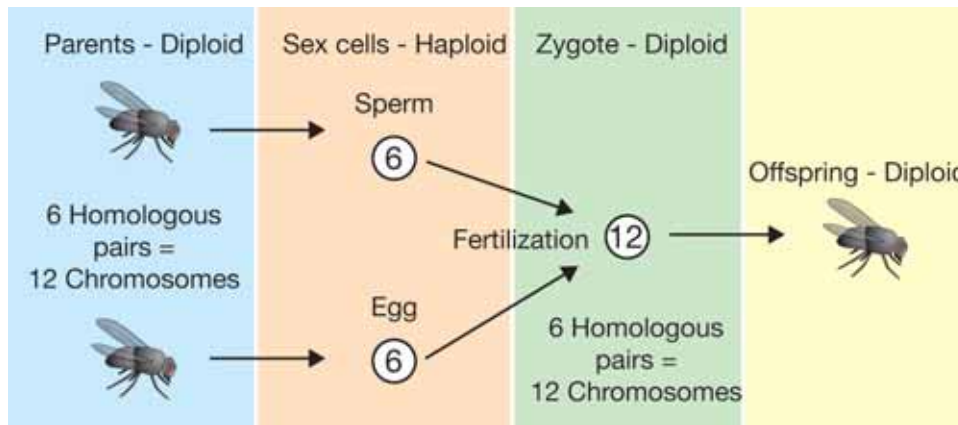 Parents - Diploid
Sex cells - Haploid
Zygote - Diploid
Sperm
6
Offspring - Diploid
6 Homologous
pairs =
12 Chromosomes
Fertilization
12
Egg
6
6 Homologous
pairs =
12 Chromosomes